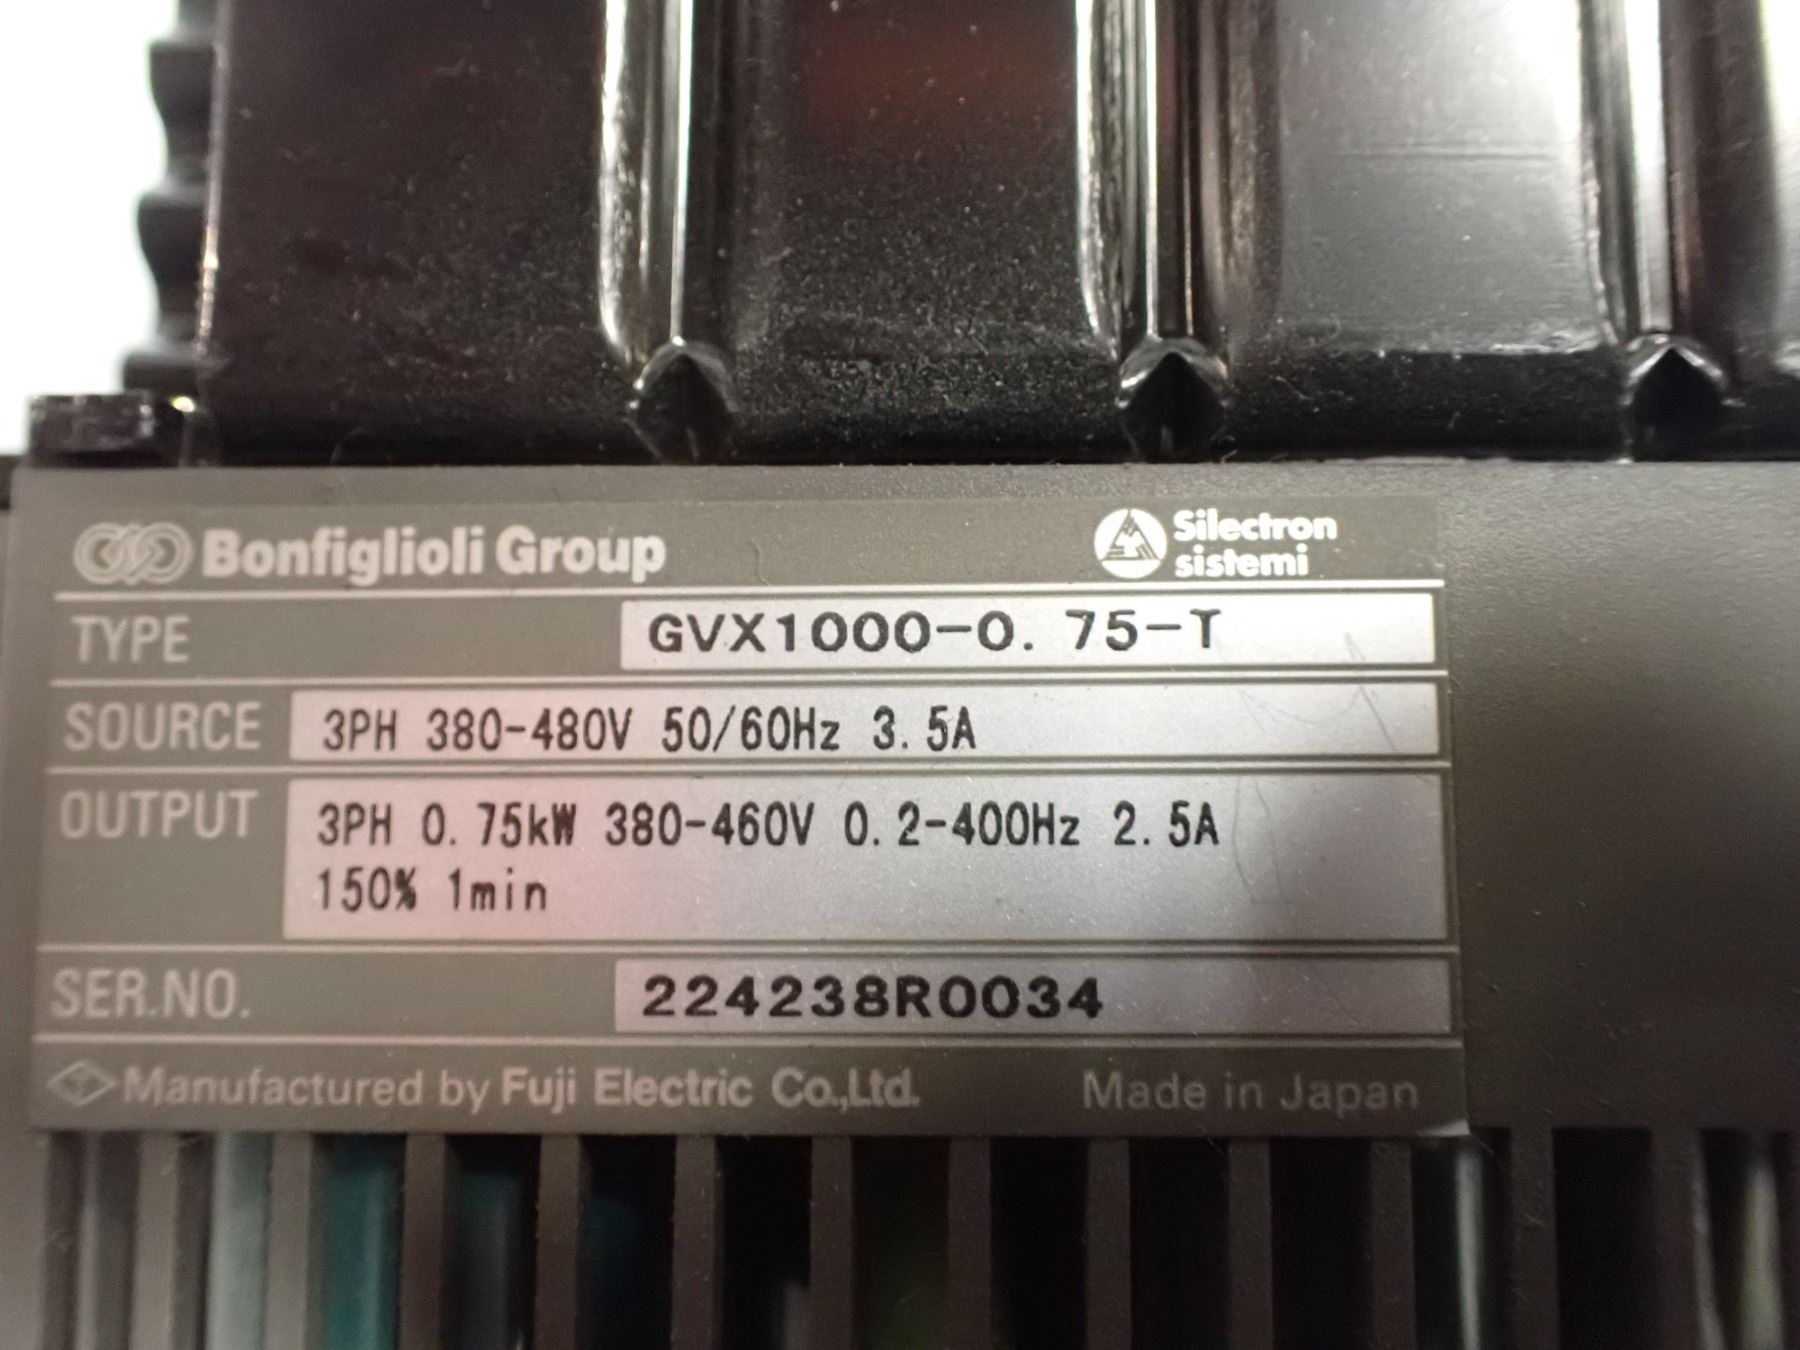 Bonfiglioli Group
Silectron
sistemi
TYPE GVX1000-0.75-T
SOURCE 3PH 380-480V 50/60Hz 3.5A
OUTPUT 3PH 0.75kW 380-460V 0.2-400Hz 2.5A
150% 1min
SER.NO. 224238R0034
Manufactured by Fuji Electric Co.,Ltd. Made in Japan